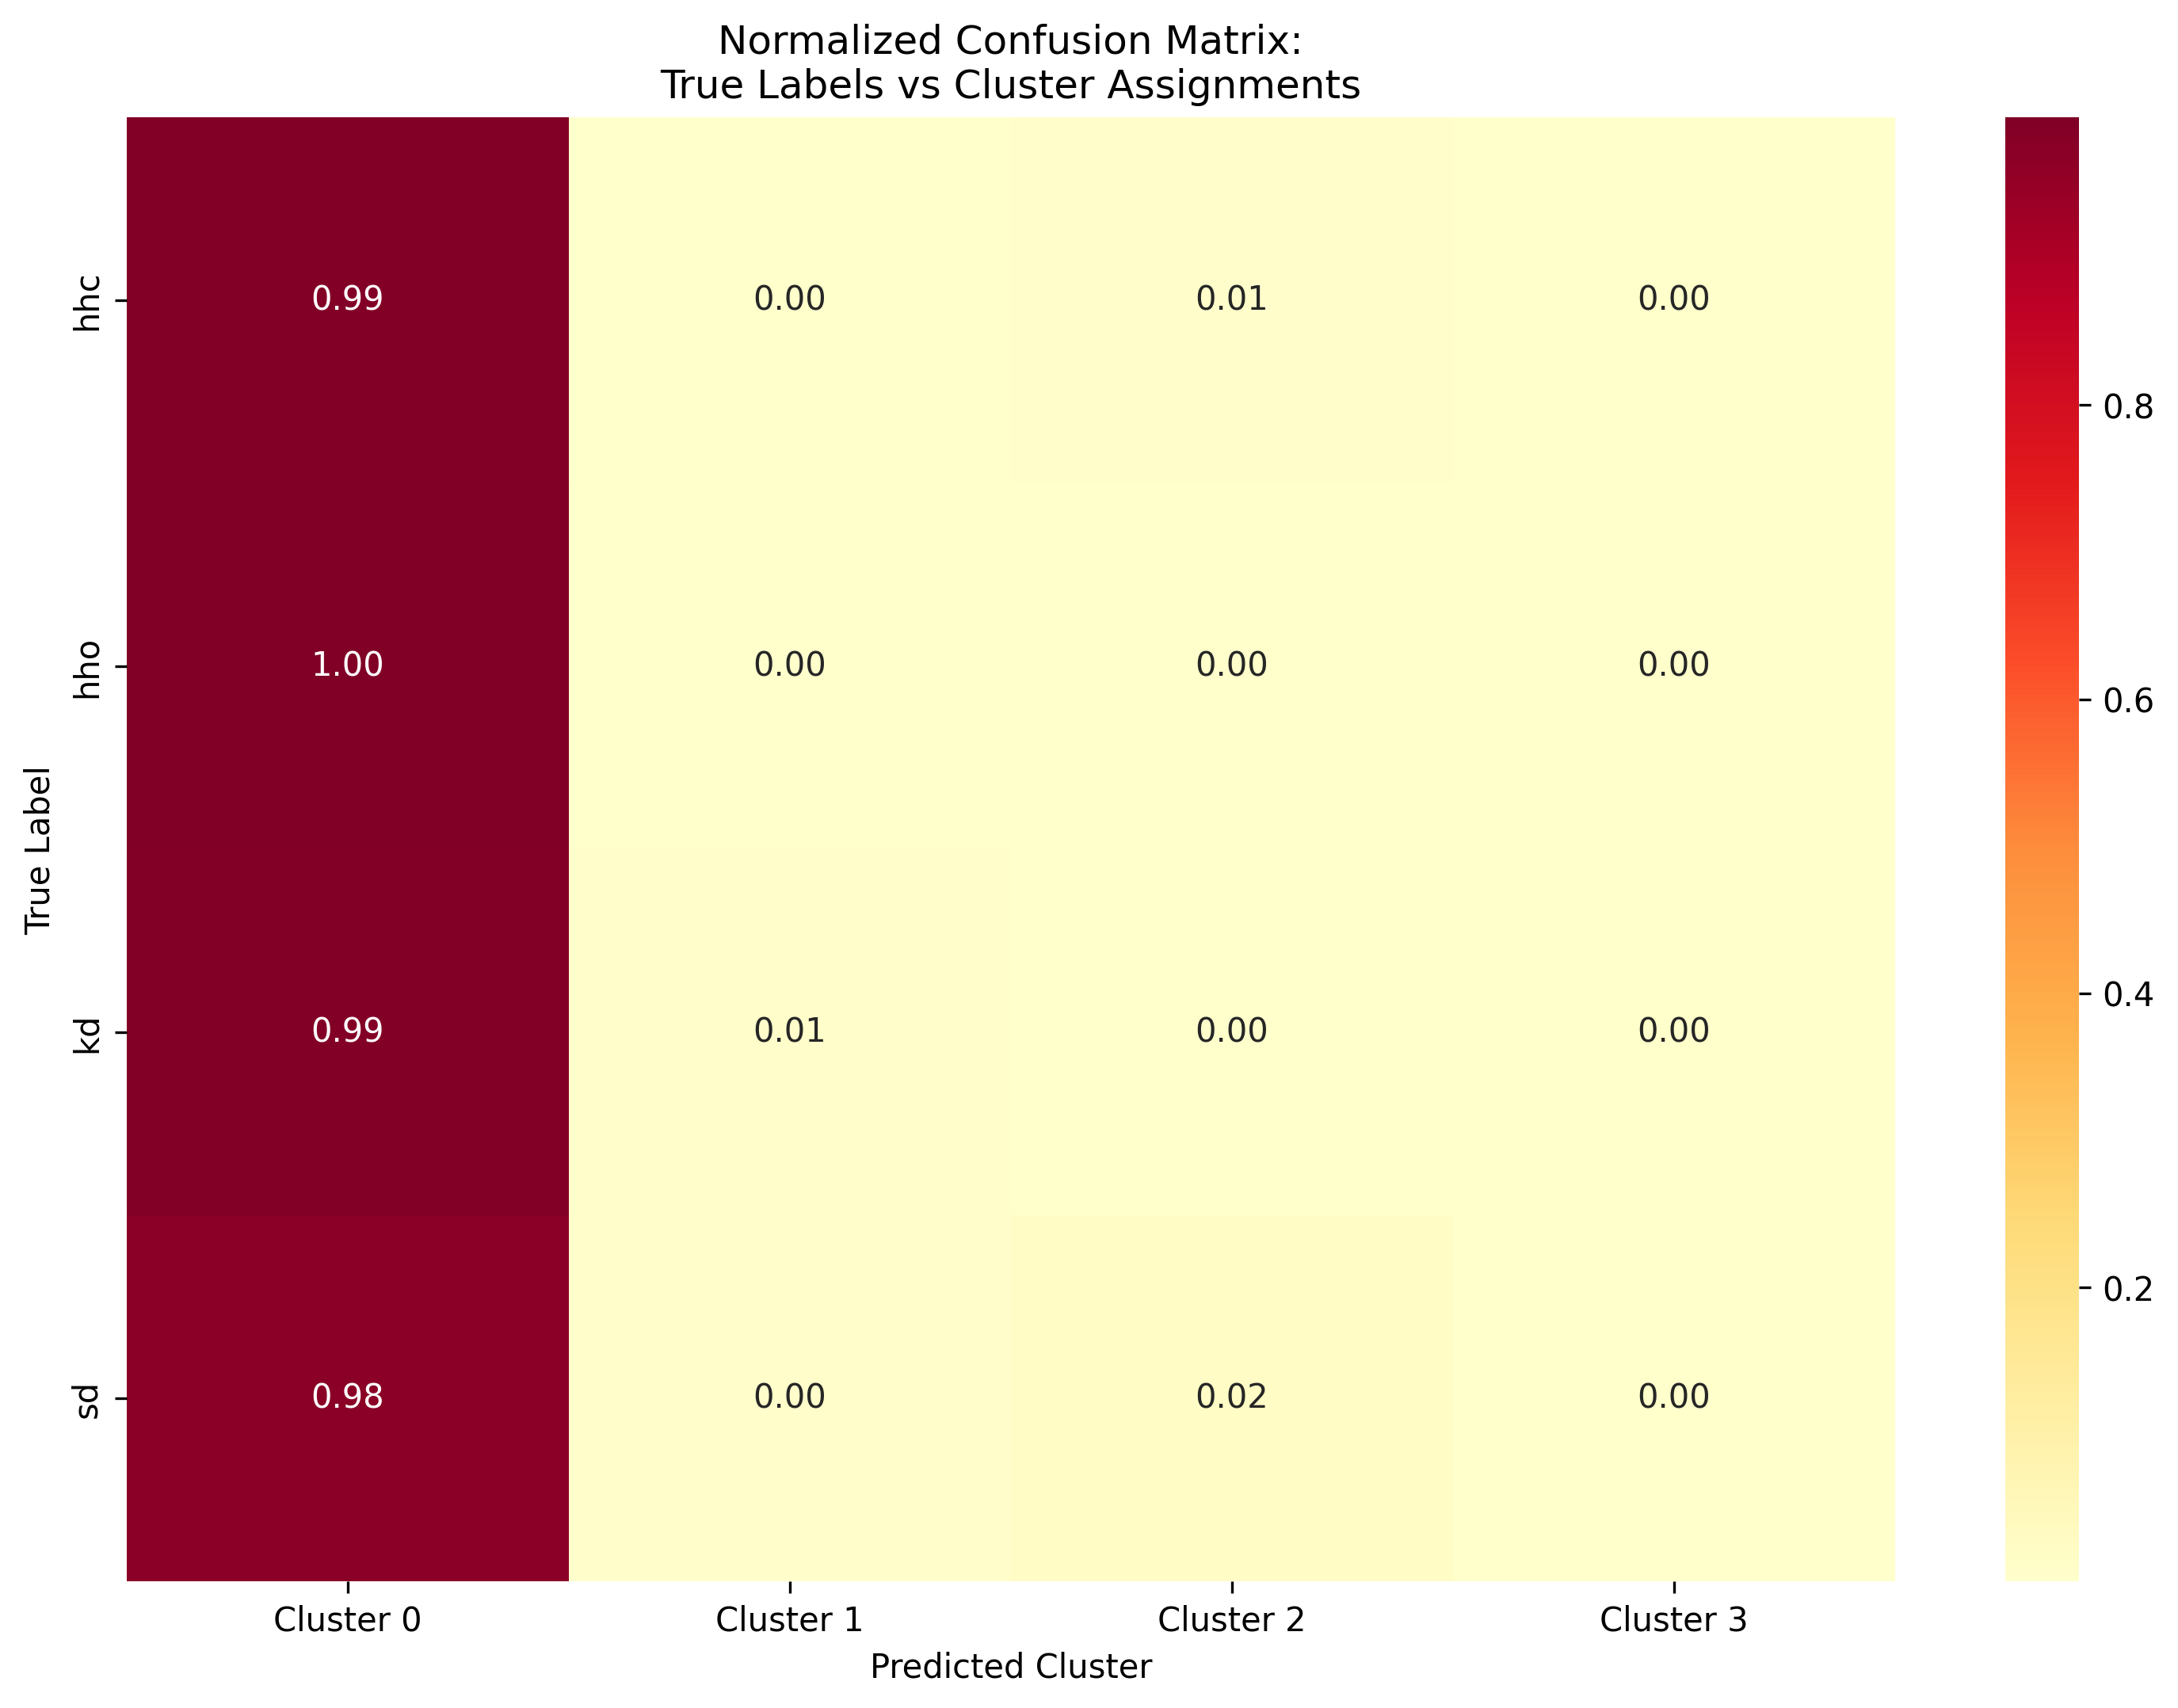 Normalized Confusion Matrix:
True Labels vs Cluster Assignments
True Label
hhc
0.99
0.00
0.01
0.00
hho
1.00
0.00
0.00
0.00
kd
0.99
0.01
0.00
0.00
sd
0.98
0.00
0.02
0.00
Cluster 0
Cluster 1
Cluster 2
Cluster 3
Predicted Cluster
0.8
0.6
0.4
0.2